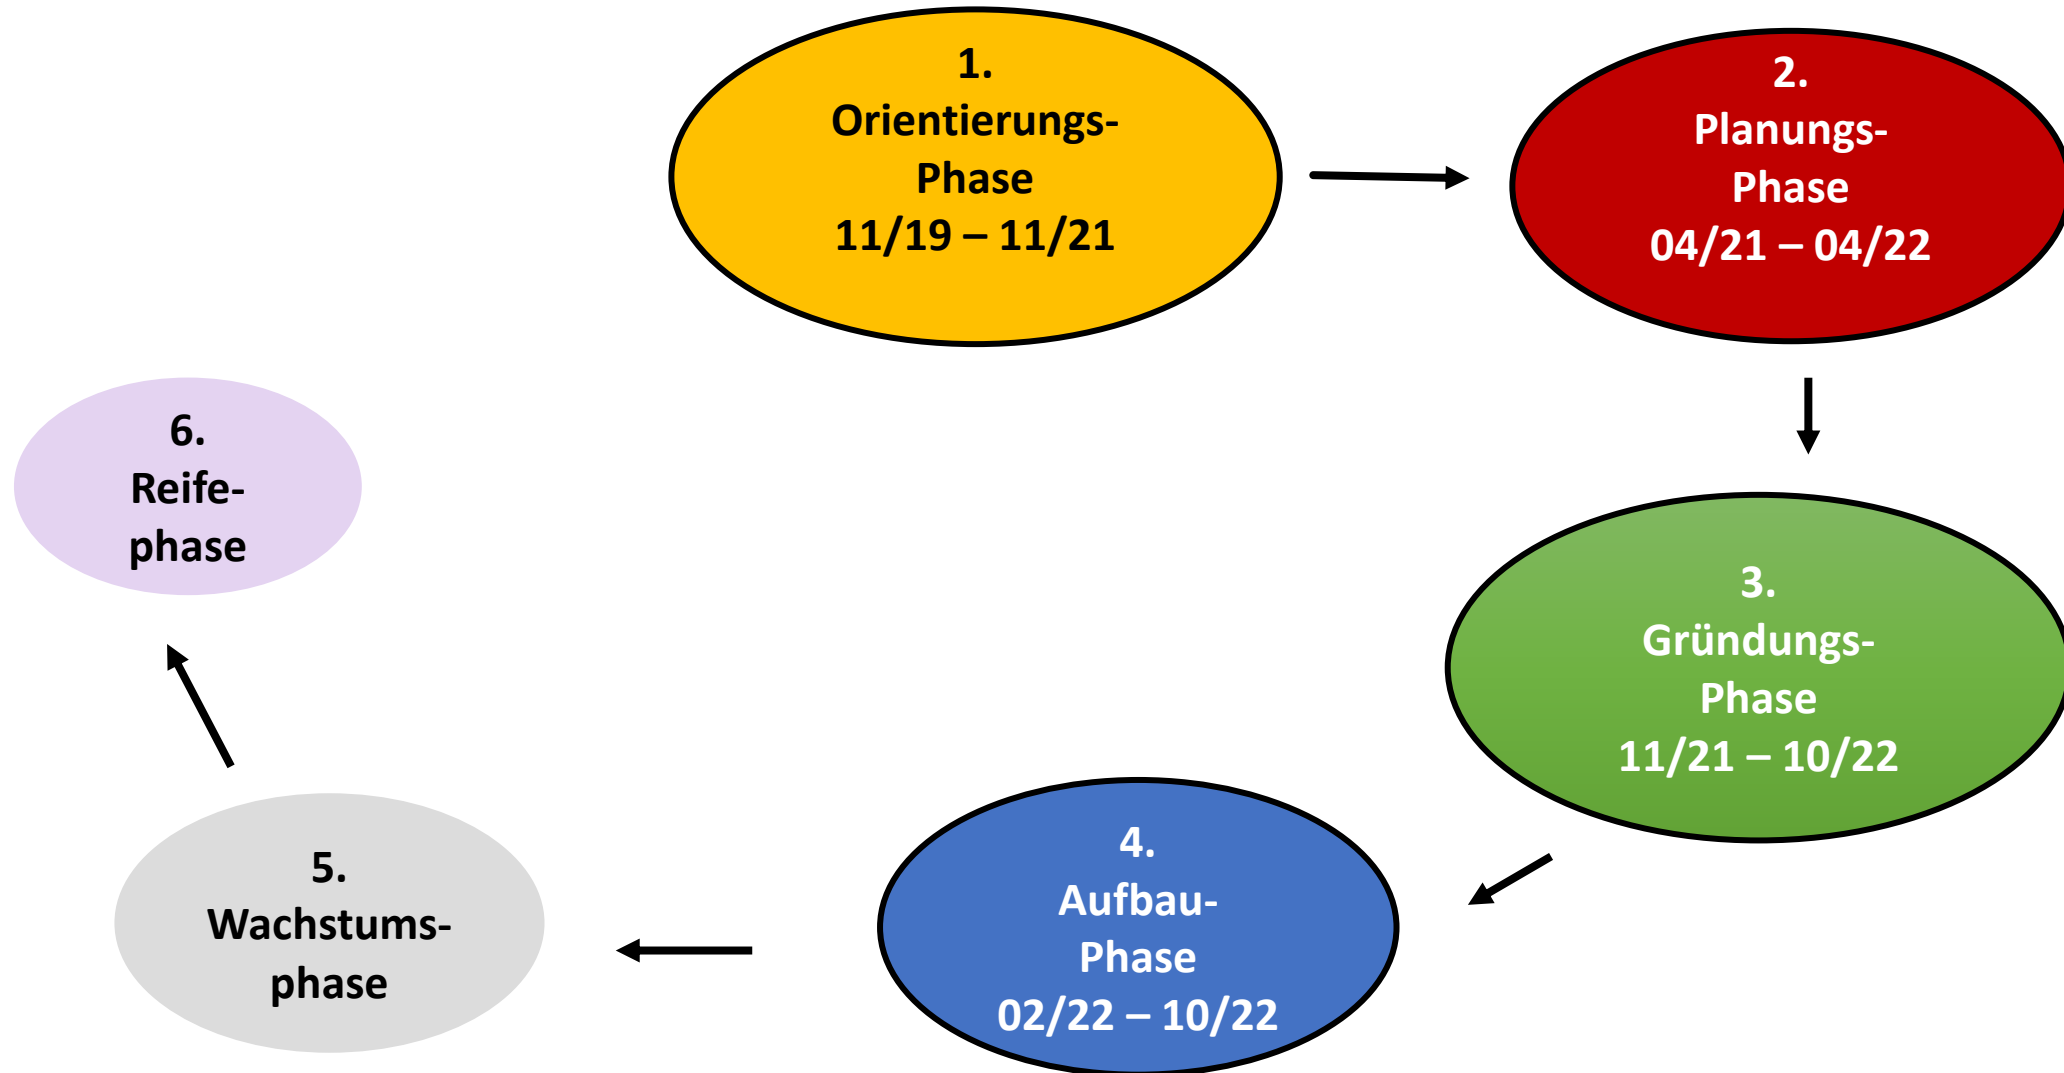 1.
Orientierungs-
Phase
11/19 – 11/21
2.
Planungs-
Phase
04/21 – 04/22
3.
Gründungs-
Phase
11/21 – 10/22
4.
Aufbau-
Phase
02/22 – 10/22
5.
Wachstums-
phase
6.
Reife-
phase